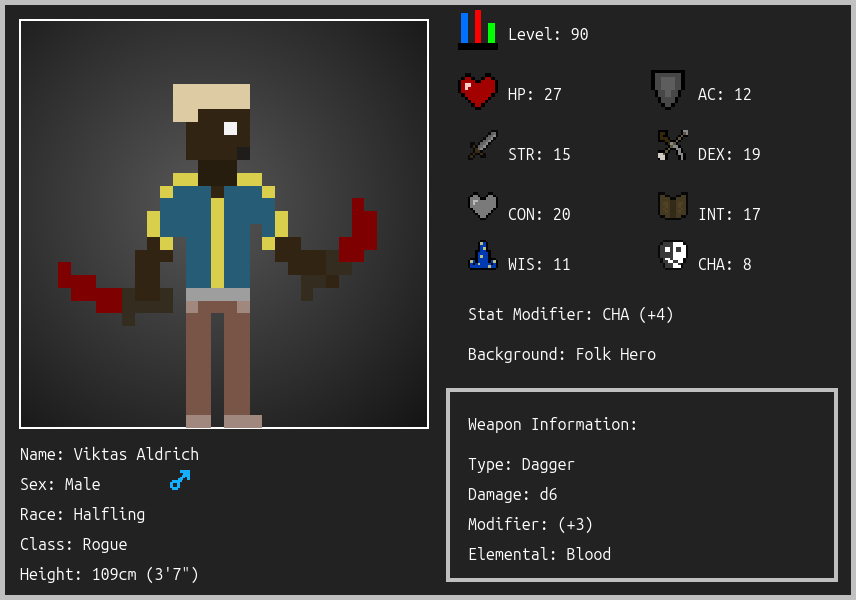 Level: 90
HP: 27
AC: 12
STR: 15
DEX: 19
CON: 20
INT: 17
WIS: 11
CHA: 8
Stat Modifier: CHA (+4)
Background: Folk Hero
Weapon Information:
Type: Dagger
Damage: d6
Modifier: (+3)
Elemental: Blood
Name: Viktas Aldrich
Sex: Male
Race: Halfling
Class: Rogue
Height: 109cm (3'7")